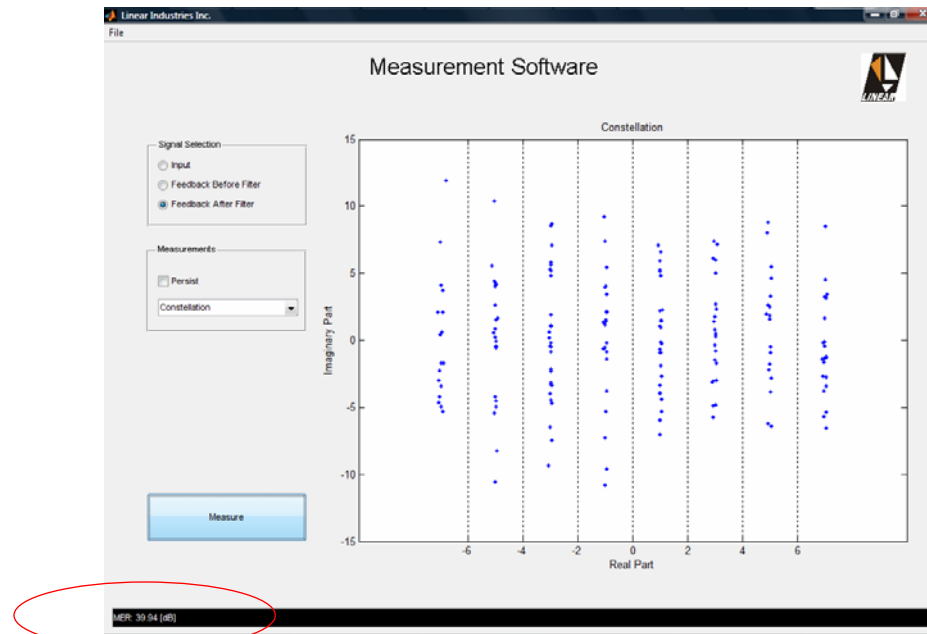 Linear Industries Inc.
File
Measurement Software
LINEAR
Signal Selection
Input
Feedback Before Filter
Feedback After Filter
Measurements
Persist
Constellation
Measure
Constellation
15
10
5
0
-5
-10
-15
Imaginary Part
-6 -4 -2 0 2 4 6
Real Part
MER: 39.94 [dB]